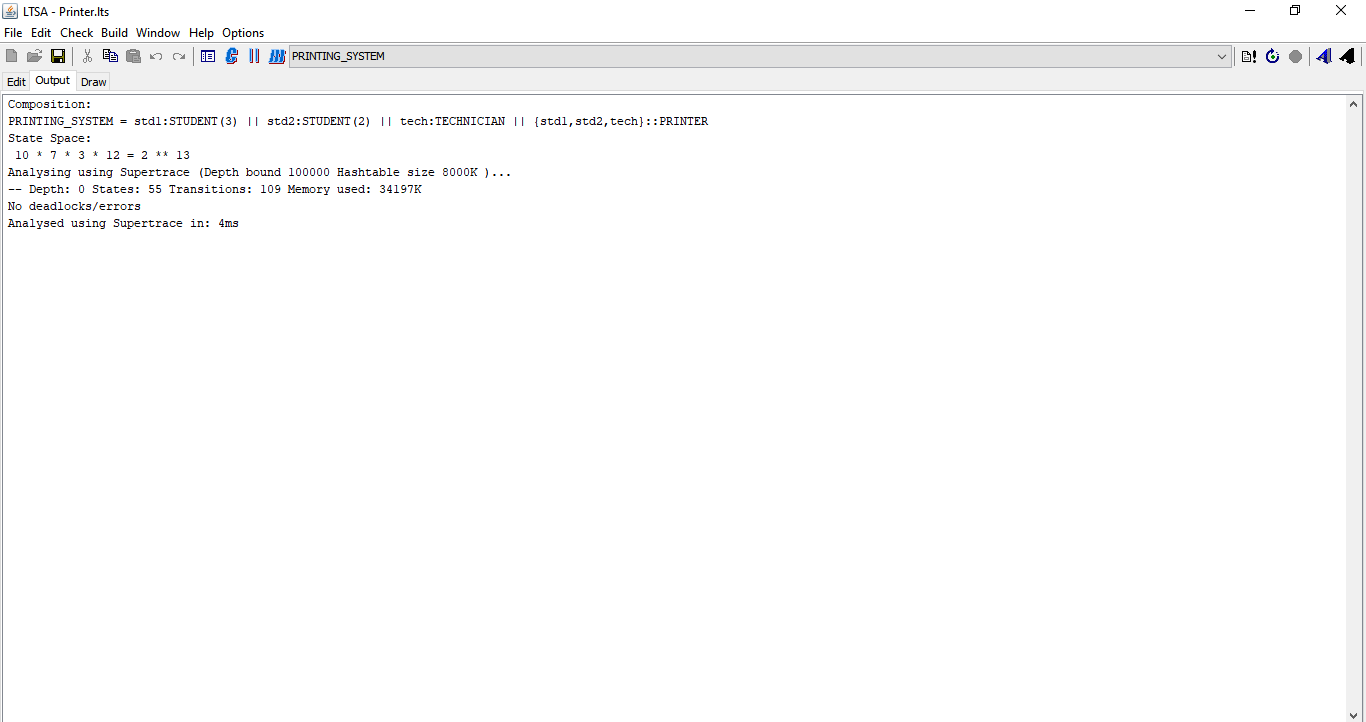 LTSA - Printer.lts
File Edit Check Build Window Help Options
PRINTING_SYSTEM
Edit Output Draw
Composition:
PRINTING_SYSTEM = std1:STUDENT(3) || std2:STUDENT(2) || tech:TECHNICIAN || {std1,std2,tech}::PRINTER
State Space:
10 * 7 * 3 * 12 = 2 ** 13
Analysing using Supertrace (Depth bound 100000 Hashtable size 8000K )...
-- Depth: 0 States: 55 Transitions: 109 Memory used: 34197K
No deadlocks/errors
Analysed using Supertrace in: 4ms